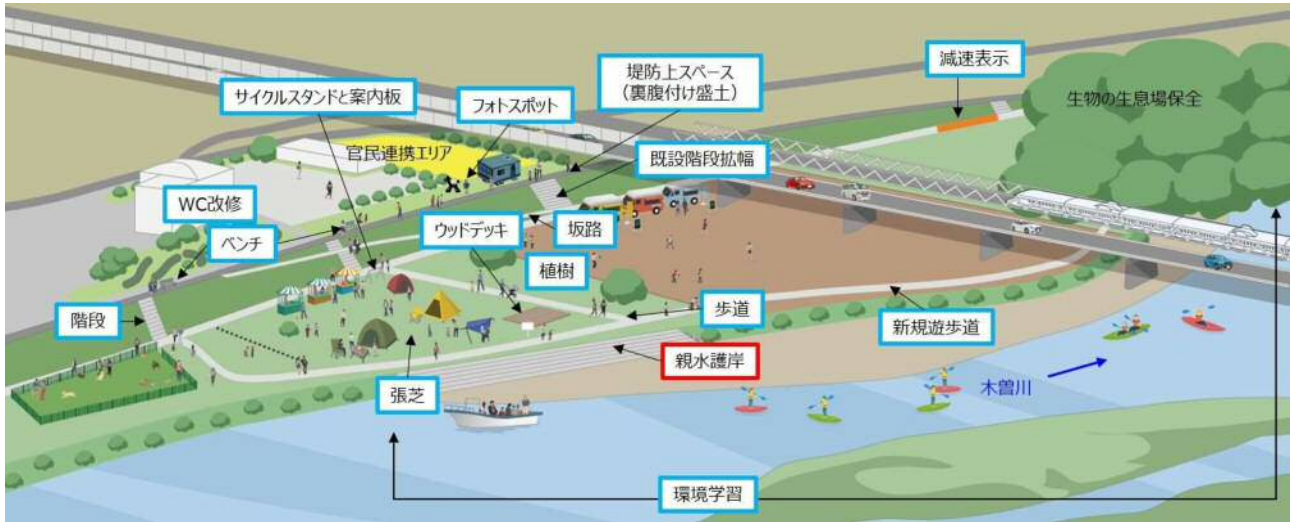 減速表示
生物の生息場保全
堤防上スペース
(裏腹付け盛土)
サイクルスタンドと案内板
フォトスポット
官民連携エリア
既設階段拡幅
WC改修
ベンチ
ウッドデッキ
坂路
植樹
階段
歩道
新規遊歩道
親水護岸
張芝
木曽川
環境学習